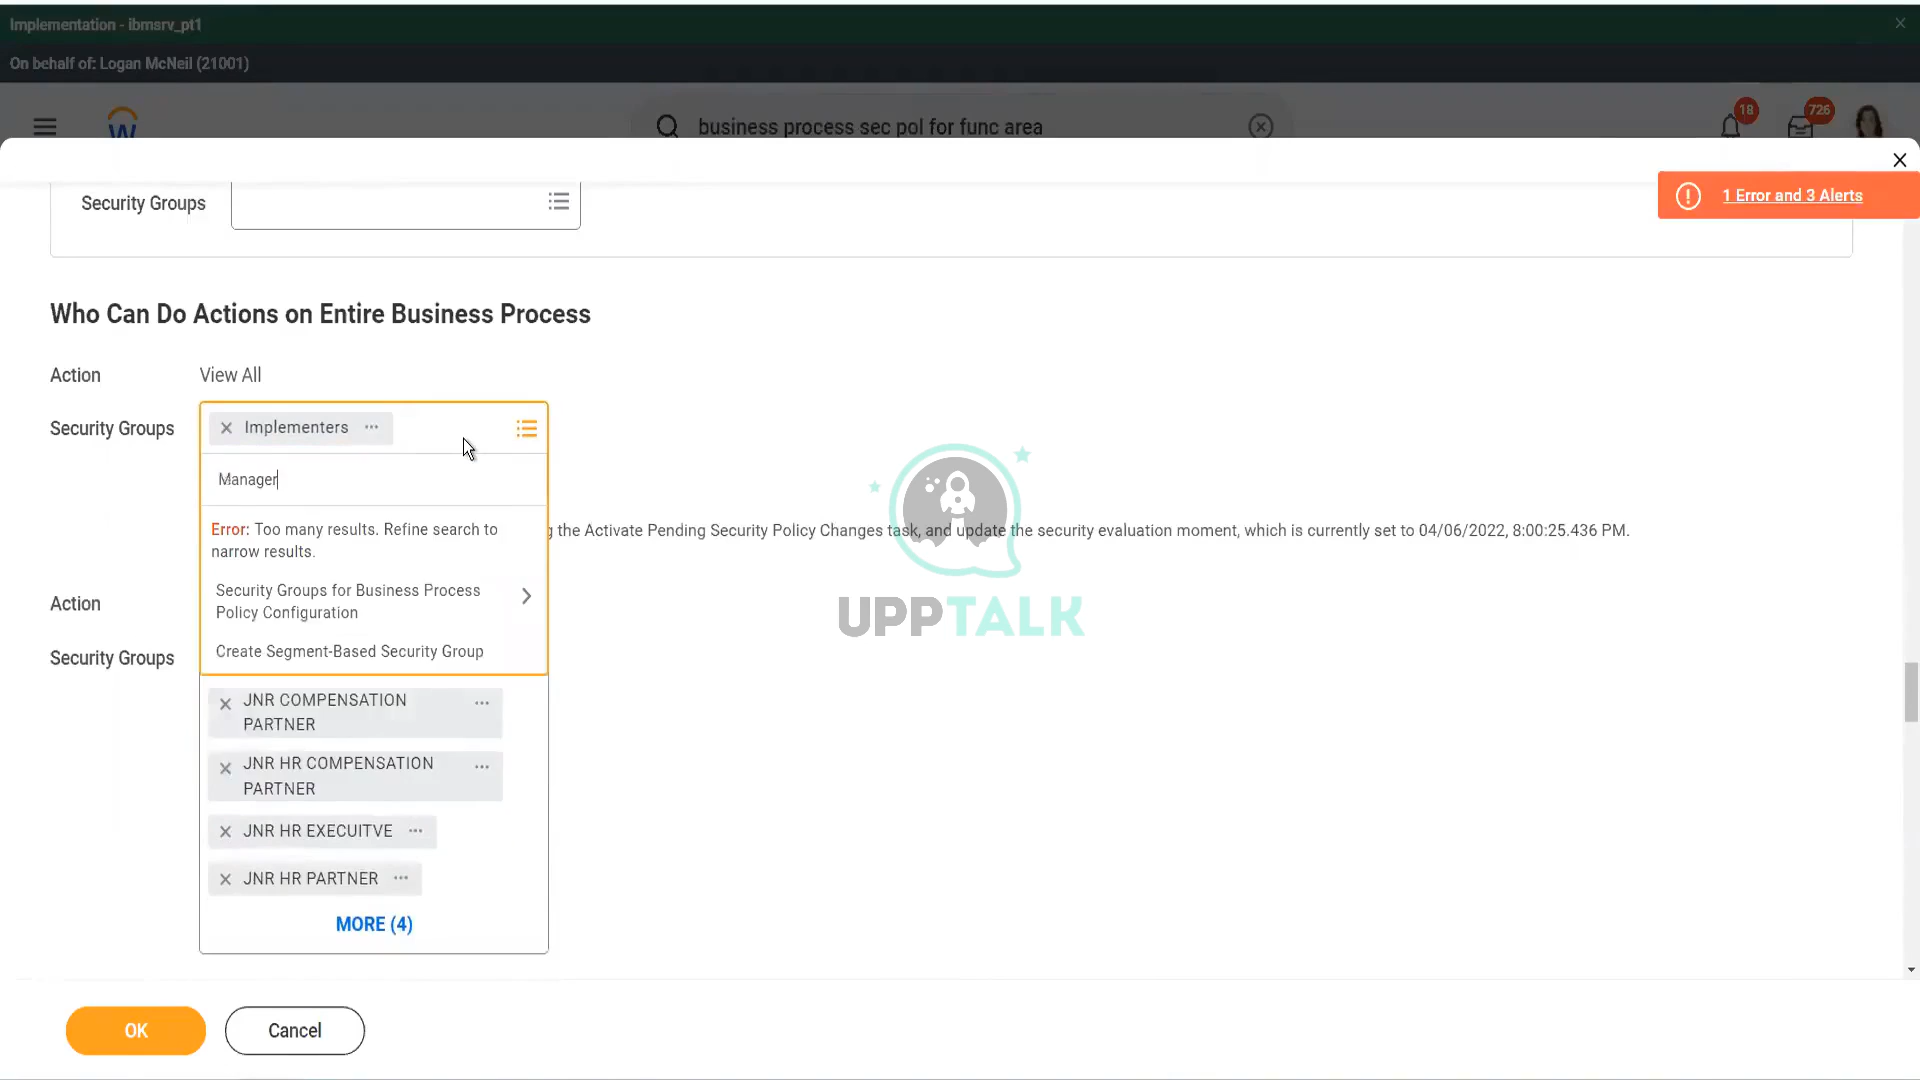 Implementation - ibmsrv_pt1
On behalf of: Logan McNeil (21001)
W
business process sec pol for func area
18
726
1 Error and 3 Alerts
Security Groups
Who Can Do Actions on Entire Business Process
Action
View All
Security Groups
Implementers
Manager
Error: Too many results. Refine search to
narrow results.
g the Activate Pending Security Policy Changes task, and update the security evaluation moment, which is currently set to 04/06/2022, 8:00:25.436 PM.
Security Groups for Business Process
Policy Configuration
Create Segment-Based Security Group
Action
Security Groups
UPPTALK
JNR COMPENSATION
PARTNER
JNR HR COMPENSATION
PARTNER
JNR HR EXECUITVE
JNR HR PARTNER
MORE (4)
OK
Cancel